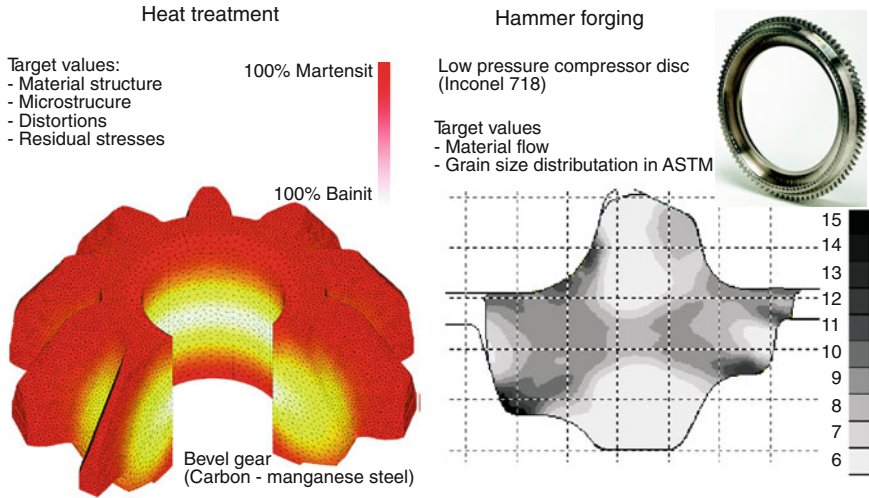 Heat treatment
Target values:
- Material structure
- Microstrucure
- Distortions
- Residual stresses
100% Martensit
100% Bainit
Bevel gear
(Carbon - manganese steel)
Hammer forging
Low pressure compressor disc
(Inconel 718)
Target values
- Material flow
- Grain size distributation in ASTM
15
14
13
12
11
10
9
8
7
6